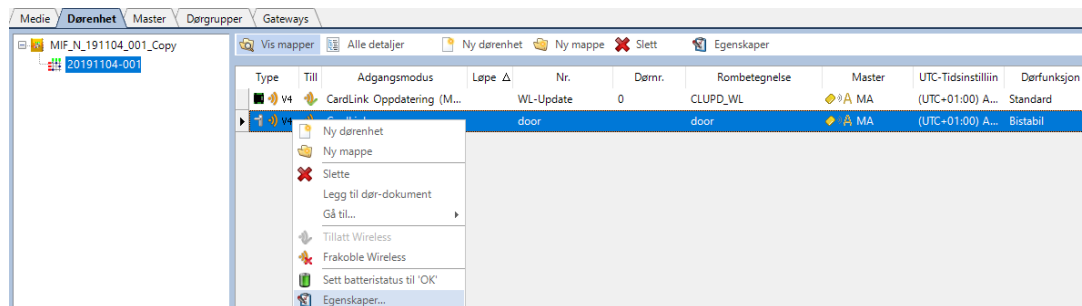 Medie Dørenhet Master Dørgrupper Gateways
MIF_N_191104_001_Copy
20191104-001
Vis mapper Alle detaljer Ny dørenhet Ny mappe Slett Egenskaper
Type Till Adgangsmodus Løpe Nr. Dørnr. Rombetegnelse Master UTC-Tidsinstilliin Dørfunksjon
V4 CardLink Oppdatering (M... WL-Update 0 CLUPD_WL A MA (UTC+01:00) A... Standard
V4 door door A MA (UTC+01:00) A... Bistabil
Ny dørenhet
Ny mappe
Slette
Legg til dør-dokument
Gå til...
Tillatt Wireless
Frakoble Wireless
Sett batteristatus til 'OK'
Egenskaper...